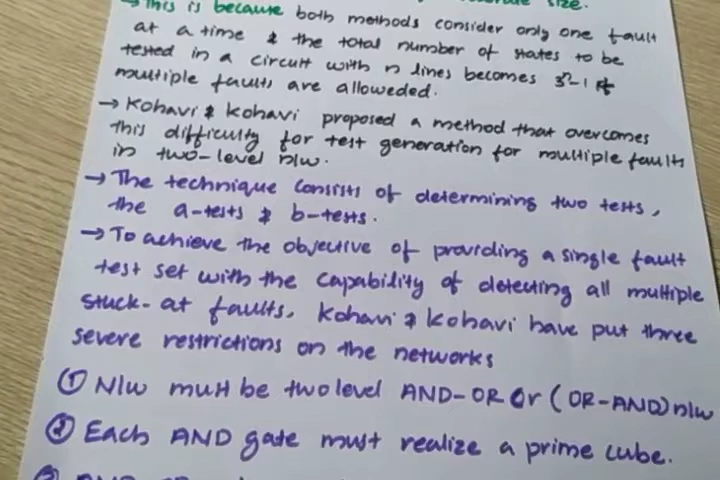 → This is because both methods consider only one fault
at a time & the total number of states to be
tested in a circuit with n lines becomes 3ⁿ-1 if
multiple faults are alloweded.
→ Kohavi & Kohavi proposed a method that overcomes
this difficulty for test generation for multiple faults
in two-level n/w.
→ The technique consists of determining two tests,
the a-tests & b-tests.
→ To achieve the objective of providing a single fault
test set with the capability of detecting all multiple
stuck-at faults, Kohavi & Kohavi have put three
severe restrictions on the networks
① N/w must be two level AND-OR or (OR-AND) n/w
② Each AND gate must realize a prime cube.